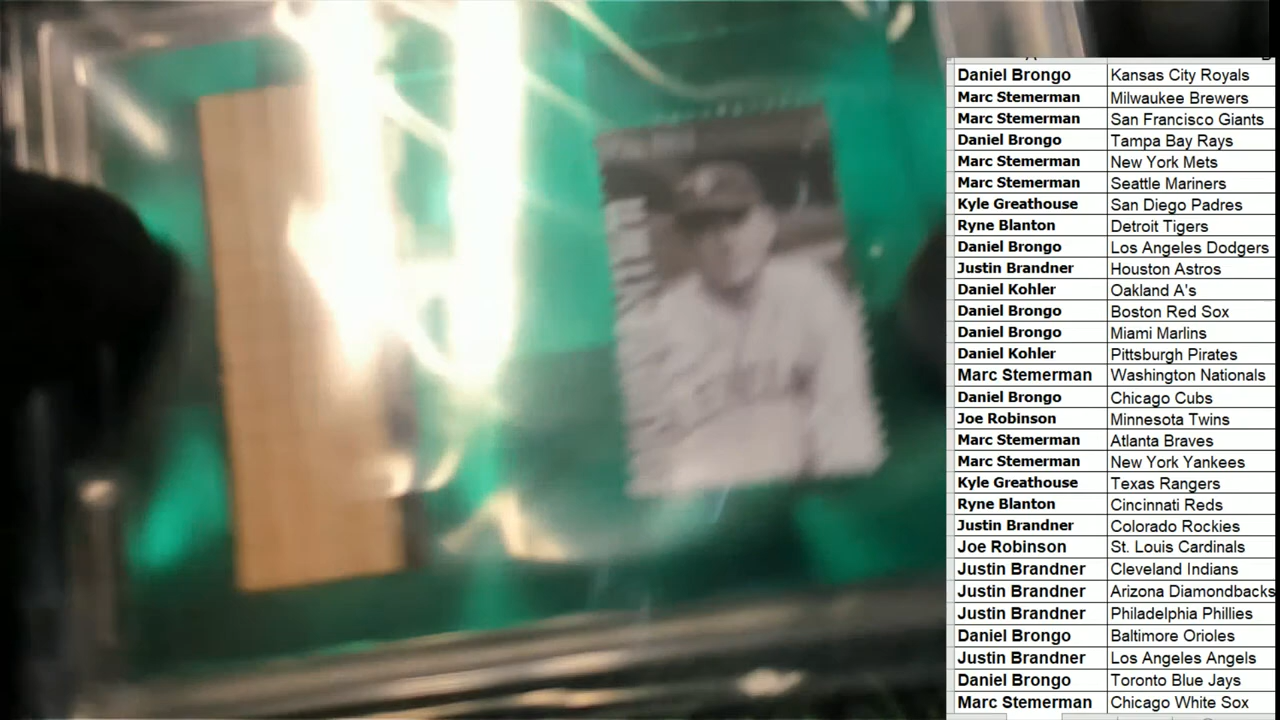 Daniel Brongo Kansas City Royals
Marc Stemerman Milwaukee Brewers
Marc Stemerman San Francisco Giants
Daniel Brongo Tampa Bay Rays
Marc Stemerman New York Mets
Marc Stemerman Seattle Mariners
Kyle Greathouse San Diego Padres
Ryne Blanton Detroit Tigers
Daniel Brongo Los Angeles Dodgers
Justin Brandner Houston Astros
Daniel Kohler Oakland A's
Daniel Brongo Boston Red Sox
Daniel Brongo Miami Marlins
Daniel Kohler Pittsburgh Pirates
Marc Stemerman Washington Nationals
Daniel Brongo Chicago Cubs
Joe Robinson Minnesota Twins
Marc Stemerman Atlanta Braves
Marc Stemerman New York Yankees
Kyle Greathouse Texas Rangers
Ryne Blanton Cincinnati Reds
Justin Brandner Colorado Rockies
Joe Robinson St. Louis Cardinals
Justin Brandner Cleveland Indians
Justin Brandner Arizona Diamondbacks
Justin Brandner Philadelphia Phillies
Daniel Brongo Baltimore Orioles
Justin Brandner Los Angeles Angels
Daniel Brongo Toronto Blue Jays
Marc Stemerman Chicago White Sox